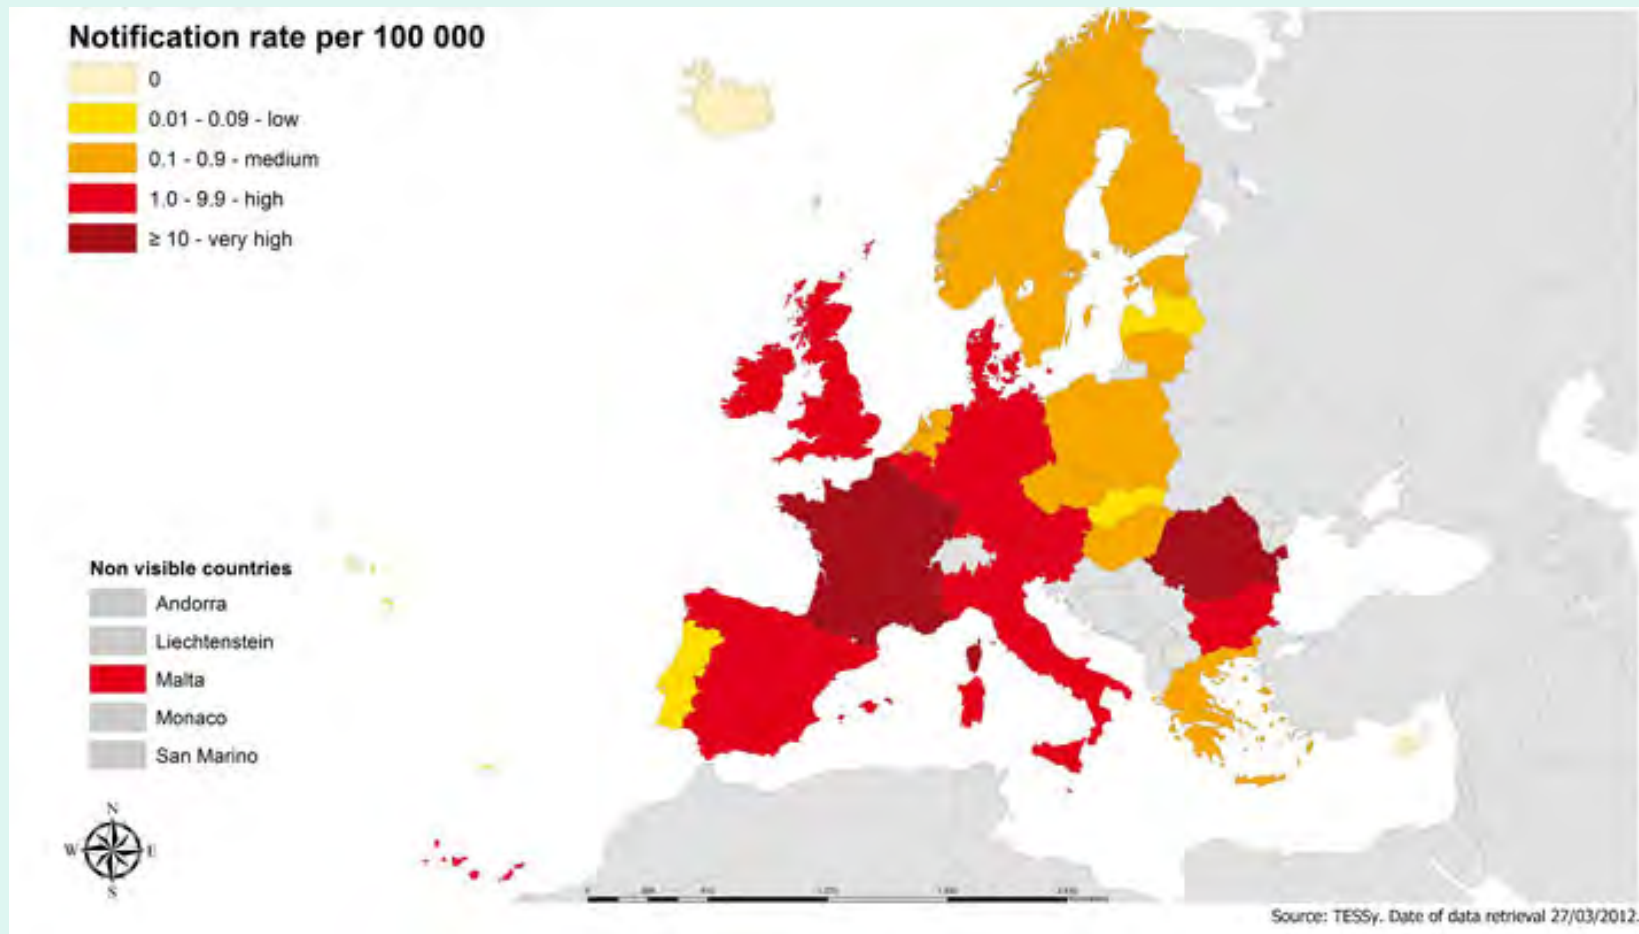 Notification rate per 100 000
0
0.01 - 0.09 - low
0.1 - 0.9 - medium
1.0 - 9.9 - high
≥ 10 - very high
Non visible countries
Andorra
Liechtenstein
Malta
Monaco
San Marino
N
W E
S
Source: TESSy. Date of data retrieval 27/03/2012.